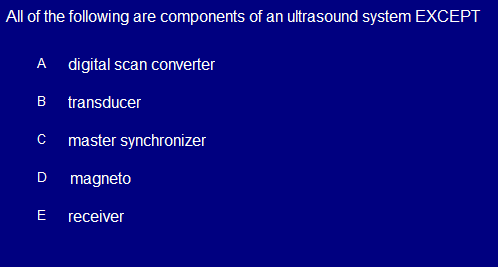 All of the following are components of an ultrasound system EXCEPT
A digital scan converter
B transducer
C master synchronizer
D magneto
E receiver